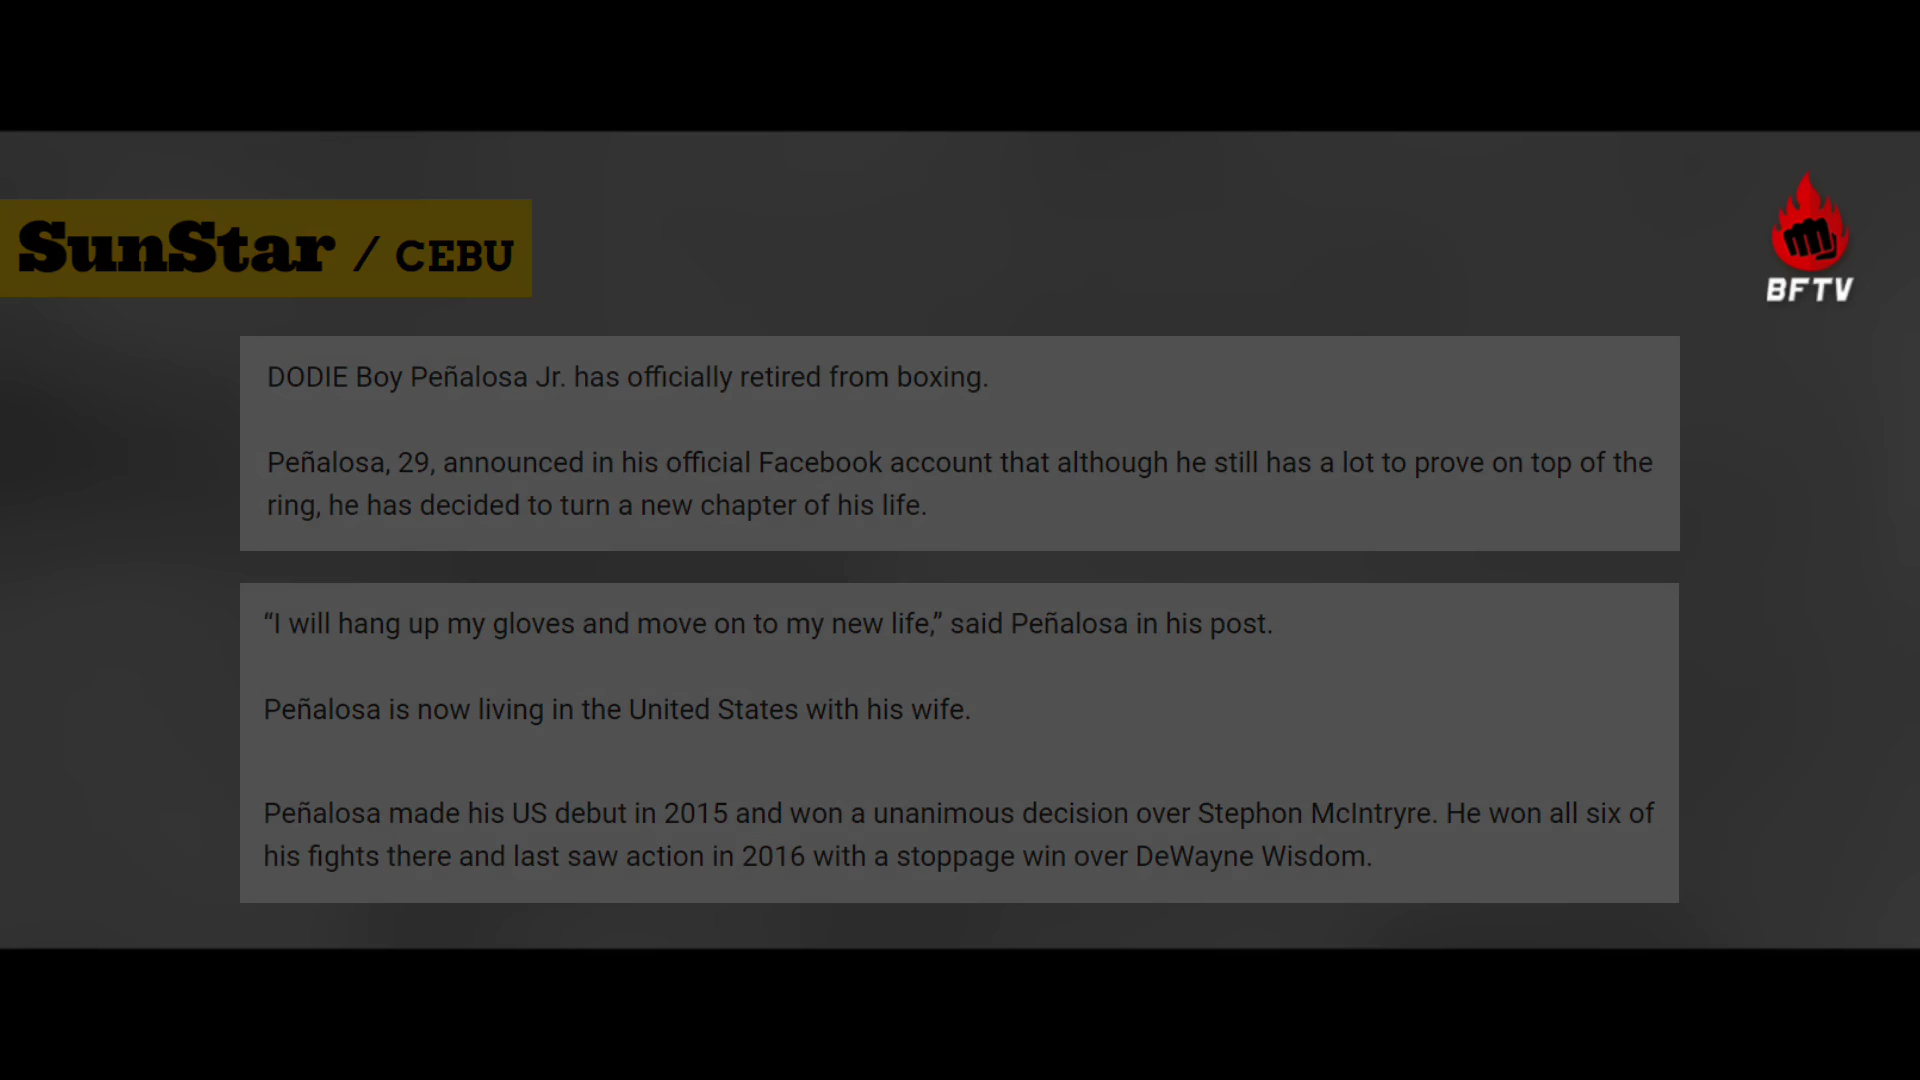 SunStar / CEBU
BFTV
DODIE Boy Peñalosa Jr. has officially retired from boxing.
Peñalosa, 29, announced in his official Facebook account that although he still has a lot to prove on top of the
ring, he has decided to turn a new chapter of his life.
“I will hang up my gloves and move on to my new life,” said Peñalosa in his post.
Peñalosa is now living in the United States with his wife.
Peñalosa made his US debut in 2015 and won a unanimous decision over Stephon McIntryre. He won all six of
his fights there and last saw action in 2016 with a stoppage win over DeWayne Wisdom.